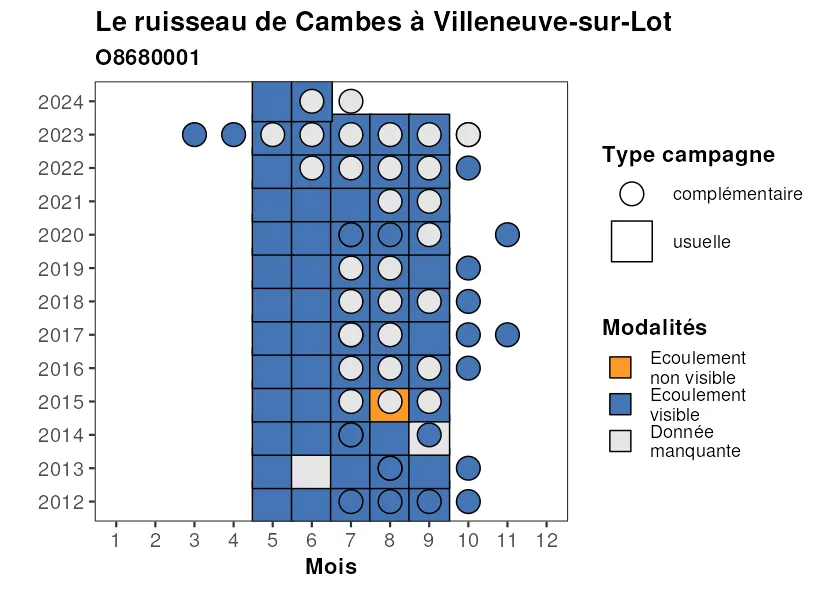 Le ruisseau de Cambes à Villeneuve-sur-Lot
O8680001
2024
2023
2022
2021
2020
2019
2018
2017
2016
2015
2014
2013
2012
1 2 3 4 5 6 7 8 9 10 11 12
Mois
Type campagne
complémentaire
usuelle
Modalités
Ecoulement
non visible
Ecoulement
visible
Donnée
manquante